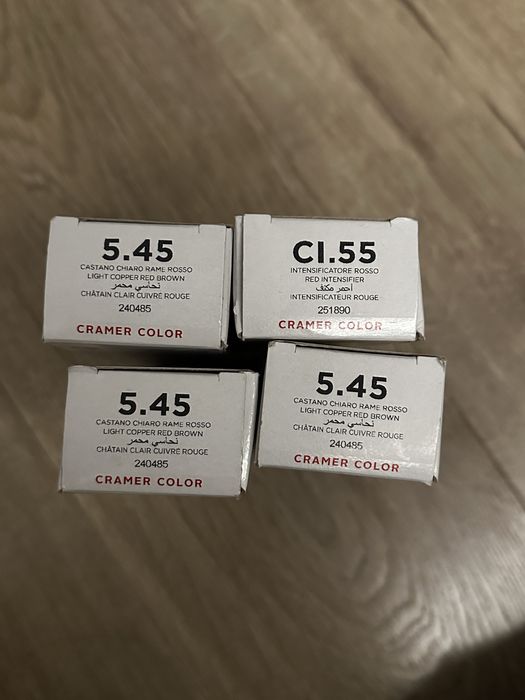 5.45
CASTANO CHIARO RAME ROSSO
LIGHT COPPER RED BROWN
نحاسي محمر
CHÂTAIN CLAIR CUIVRÉ ROUGE
240485
CRAMER COLOR
CI.55
INTENSIFICATORE ROSSO
RED INTENSIFIER
أحمر مكثف
INTENSIFICATEUR ROUGE
251890
CRAMER COLOR
5.45
CASTANO CHIARO RAME ROSSO
LIGHT COPPER RED BROWN
نحاسي محمر
CHÂTAIN CLAIR CUIVRÉ ROUGE
240485
CRAMER COLOR
5.45
CASTANO CHIARO RAME ROSSO
LIGHT COPPER RED BROWN
نحاسي محمر
CHÂTAIN CLAIR CUIVRÉ ROUGE
240485
CRAMER COLOR